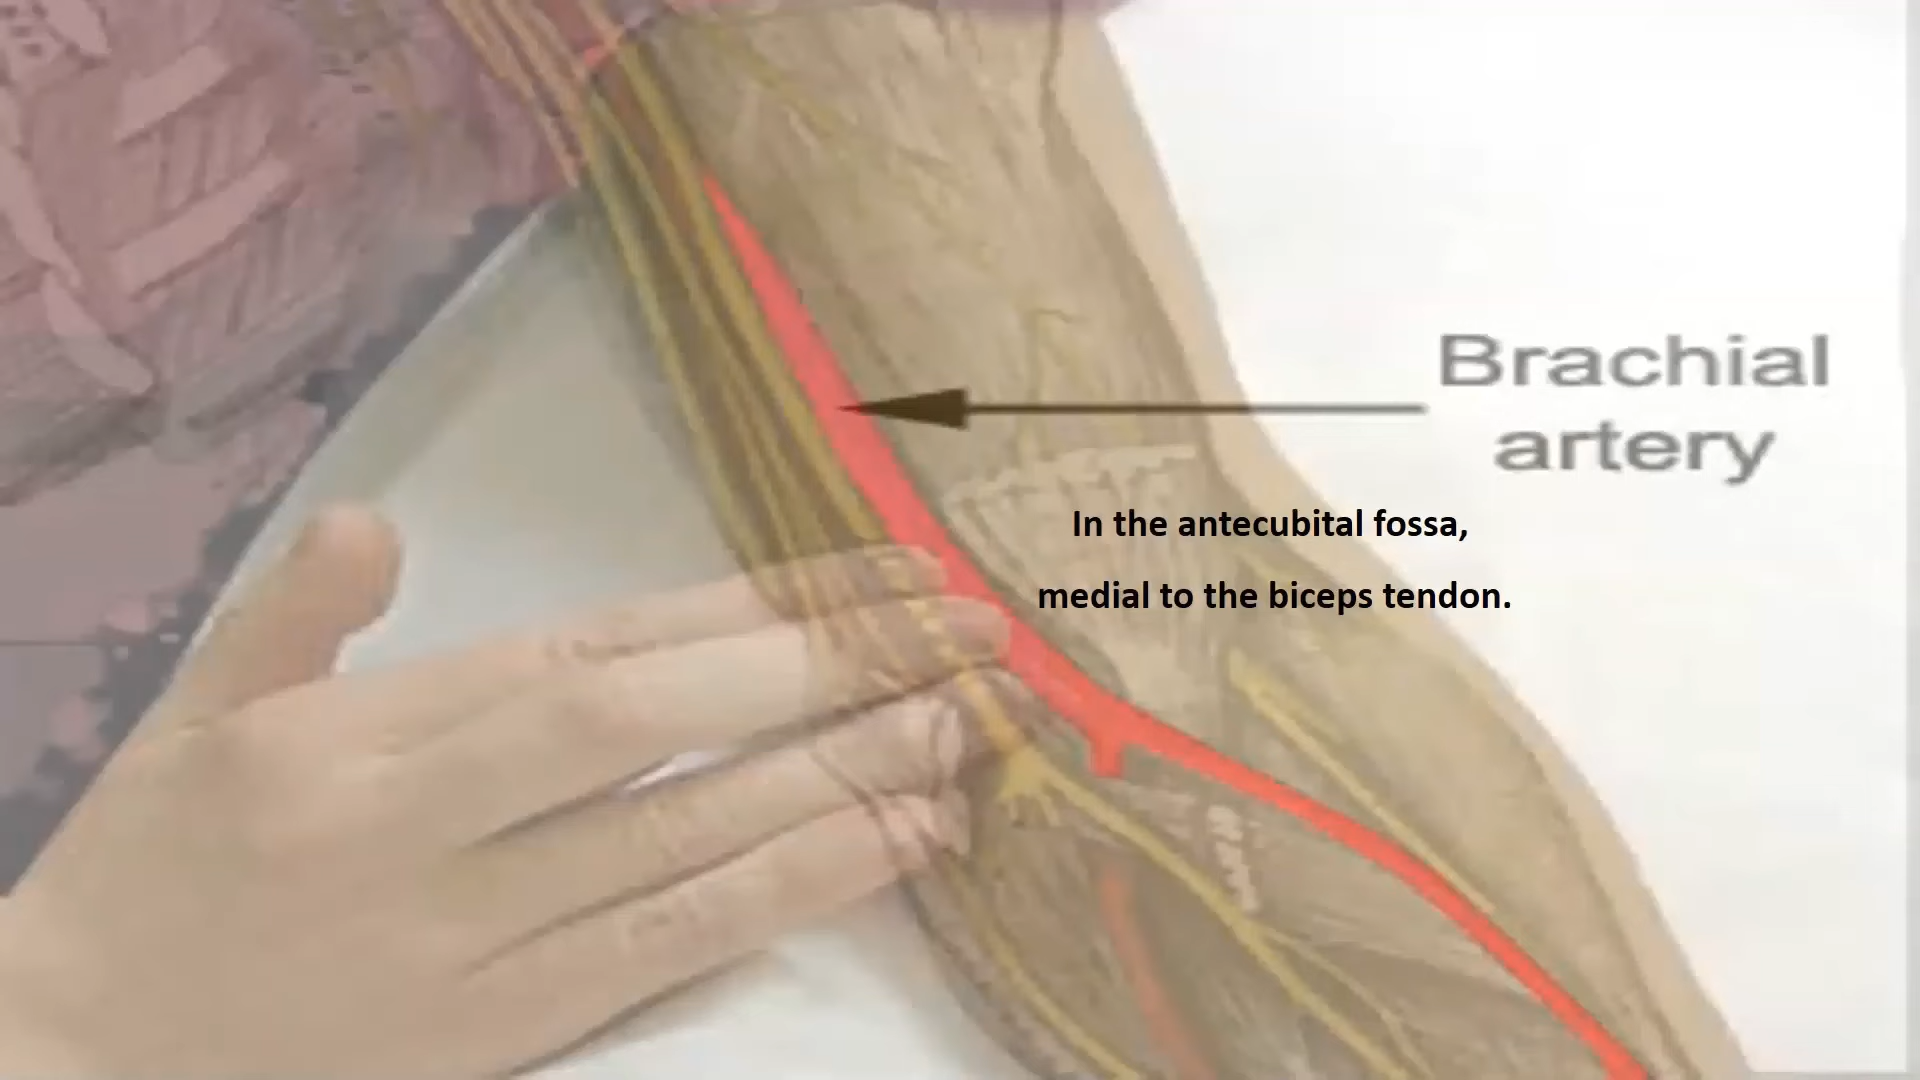 Brachial
artery
In the antecubital fossa,
medial to the biceps tendon.